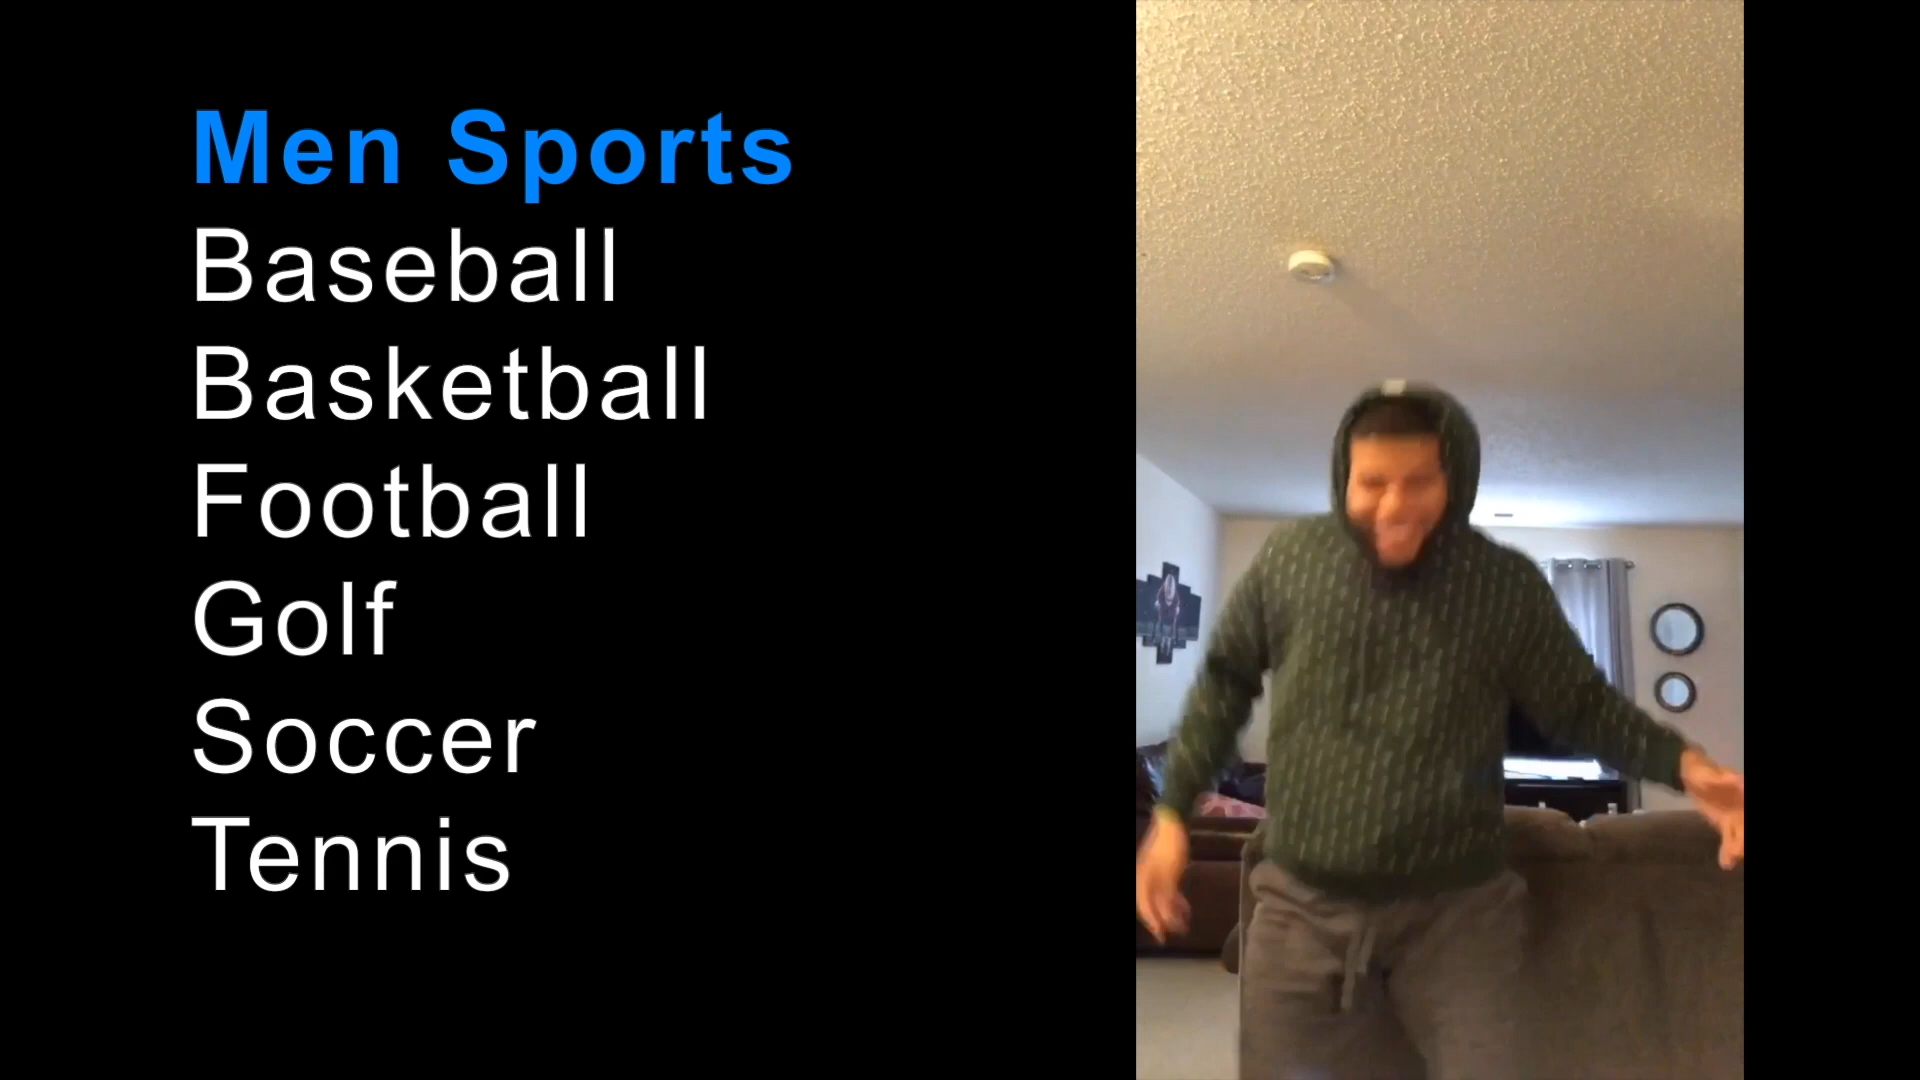 Men Sports
Baseball
Basketball
Football
Golf
Soccer
Tennis